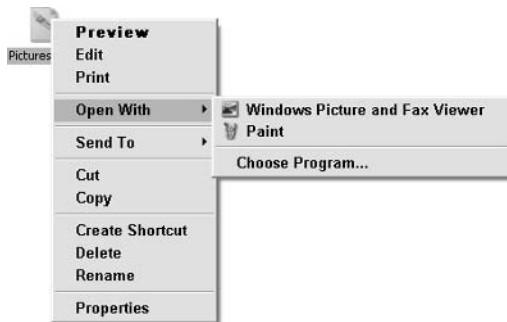 Pictures
Preview
Edit
Print
Open With
Windows Picture and Fax Viewer
Paint
Choose Program...
Send To
Cut
Copy
Create Shortcut
Delete
Rename
Properties